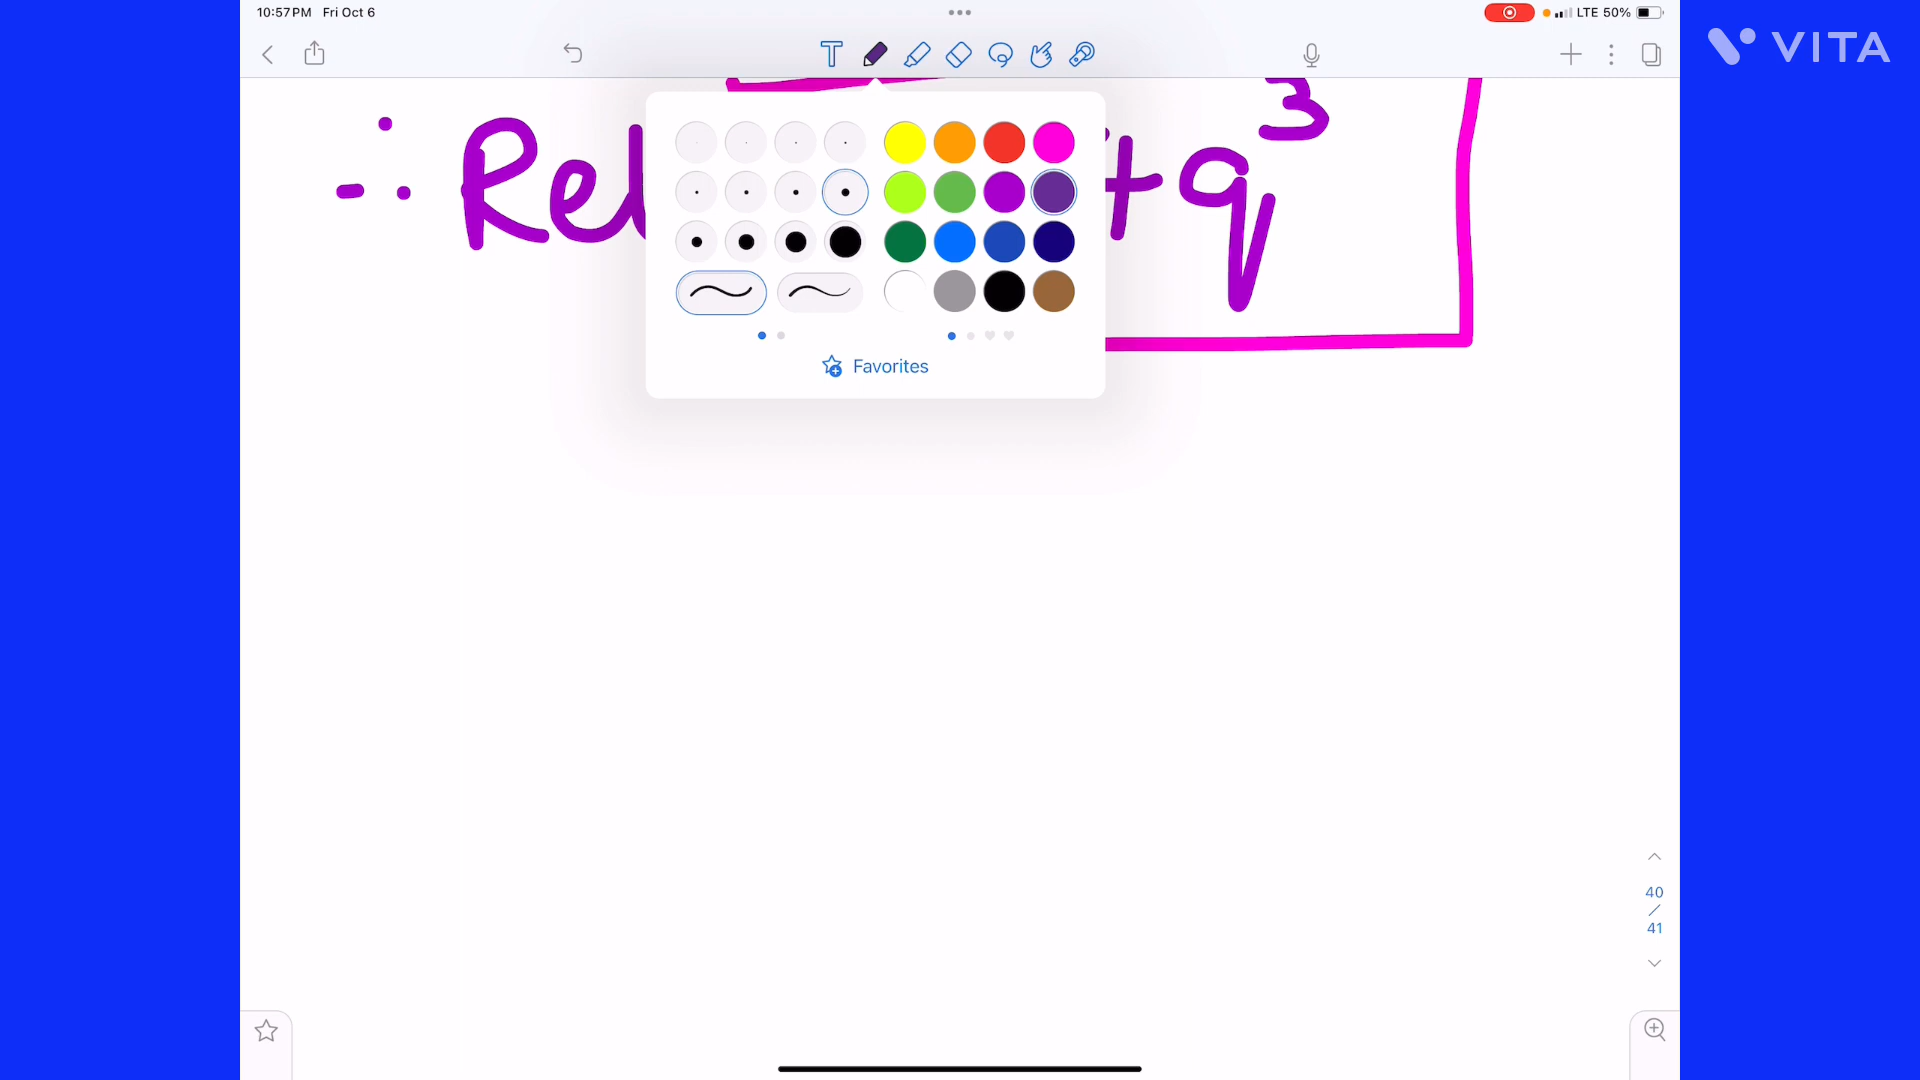 10:57 PM Fri Oct 6
LTE 50%
VITA
T
3
∴ Rel + q
Favorites
40
/
41